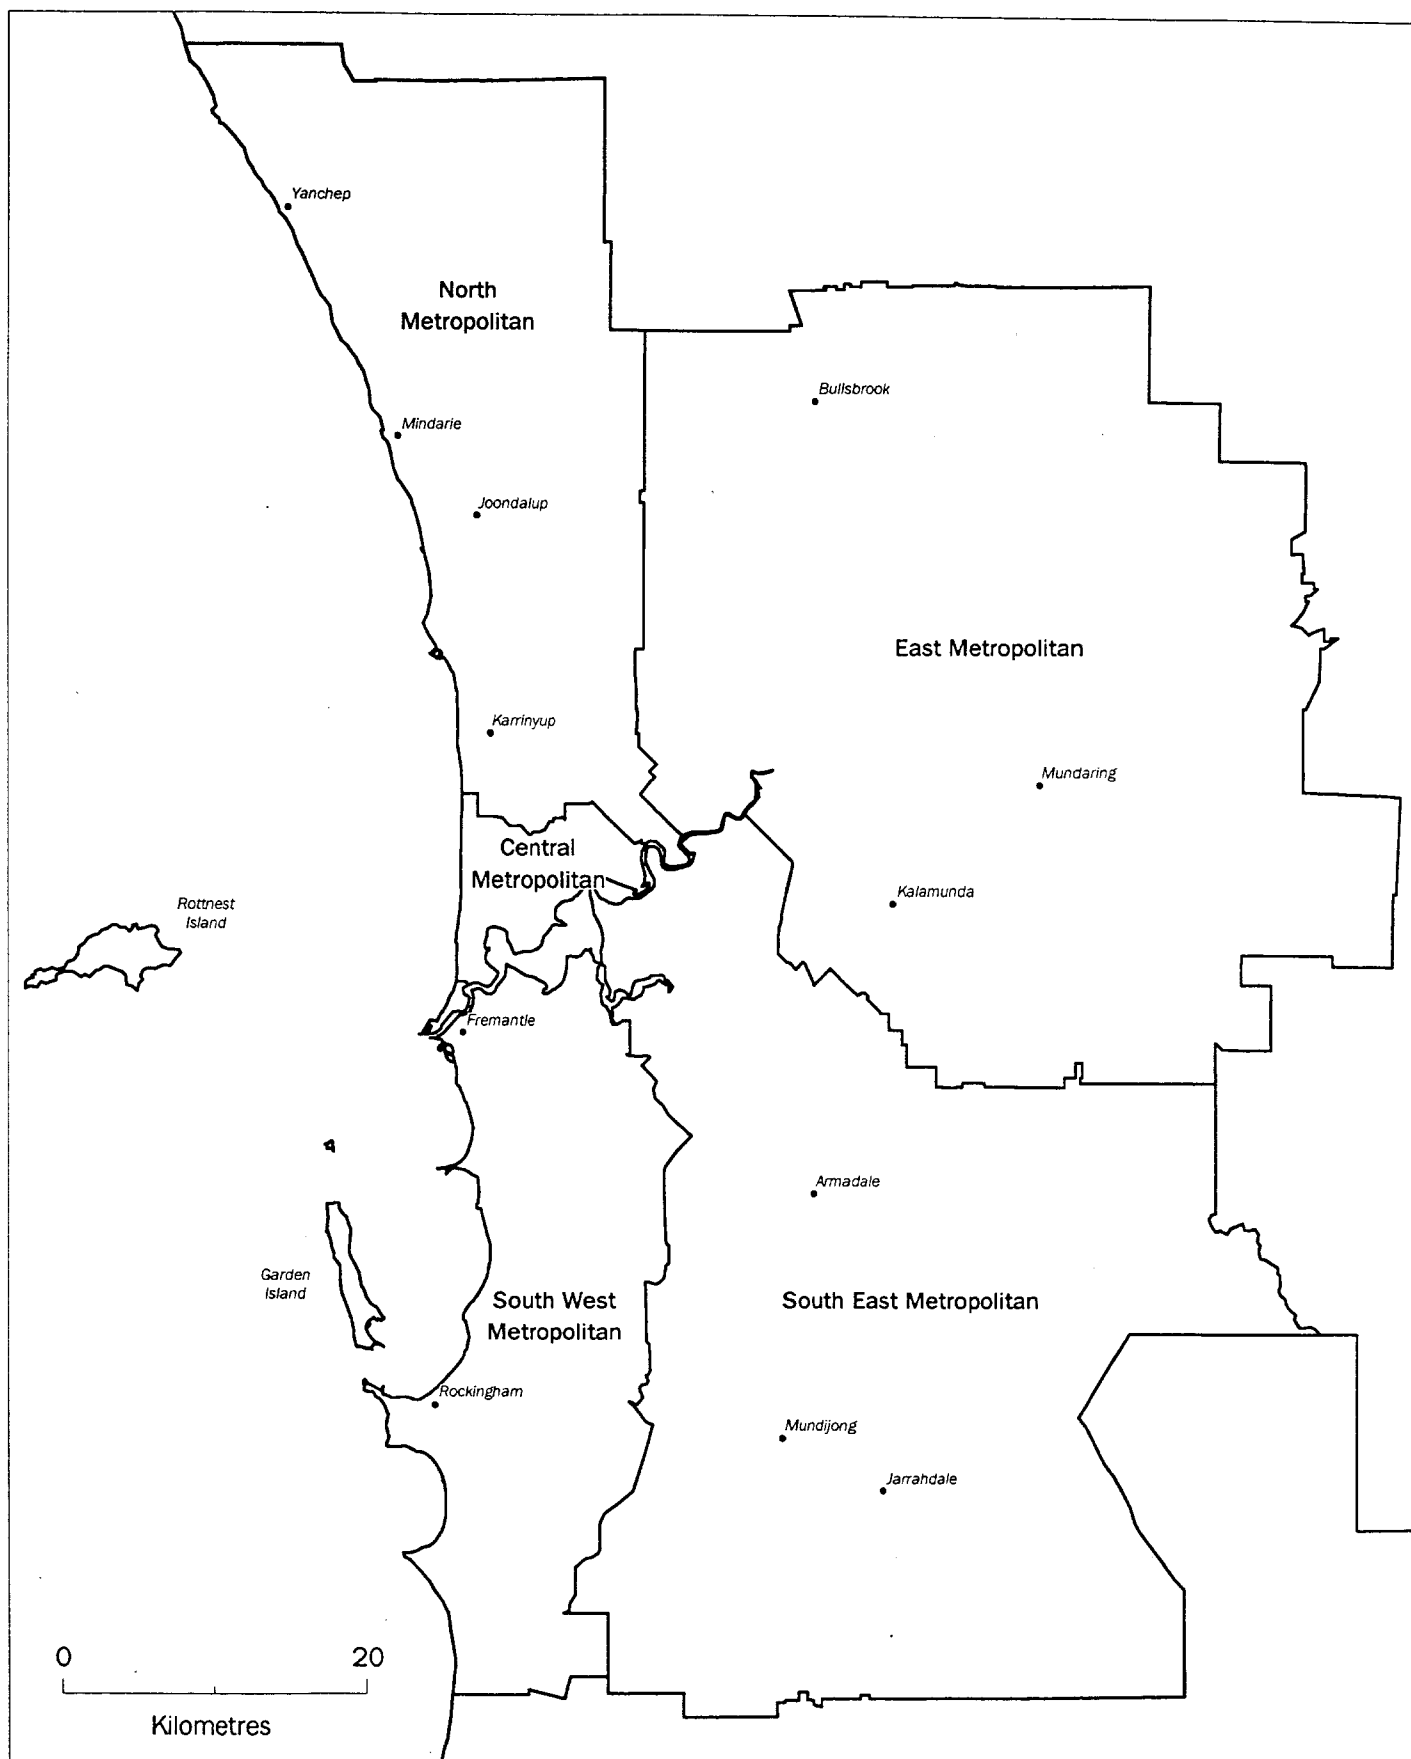 Yanchep
North
Metropolitan
Bullsbrook
Mindarie
Joondalup
East Metropolitan
Karrinyup
Mundaring
Central
Metropolitan
Kalamunda
Rottnest
Island
Fremantle
Armadale
Garden
Island
South West
Metropolitan
South East Metropolitan
Rockingham
Mundijong
Jarrahdale
0 20
Kilometres